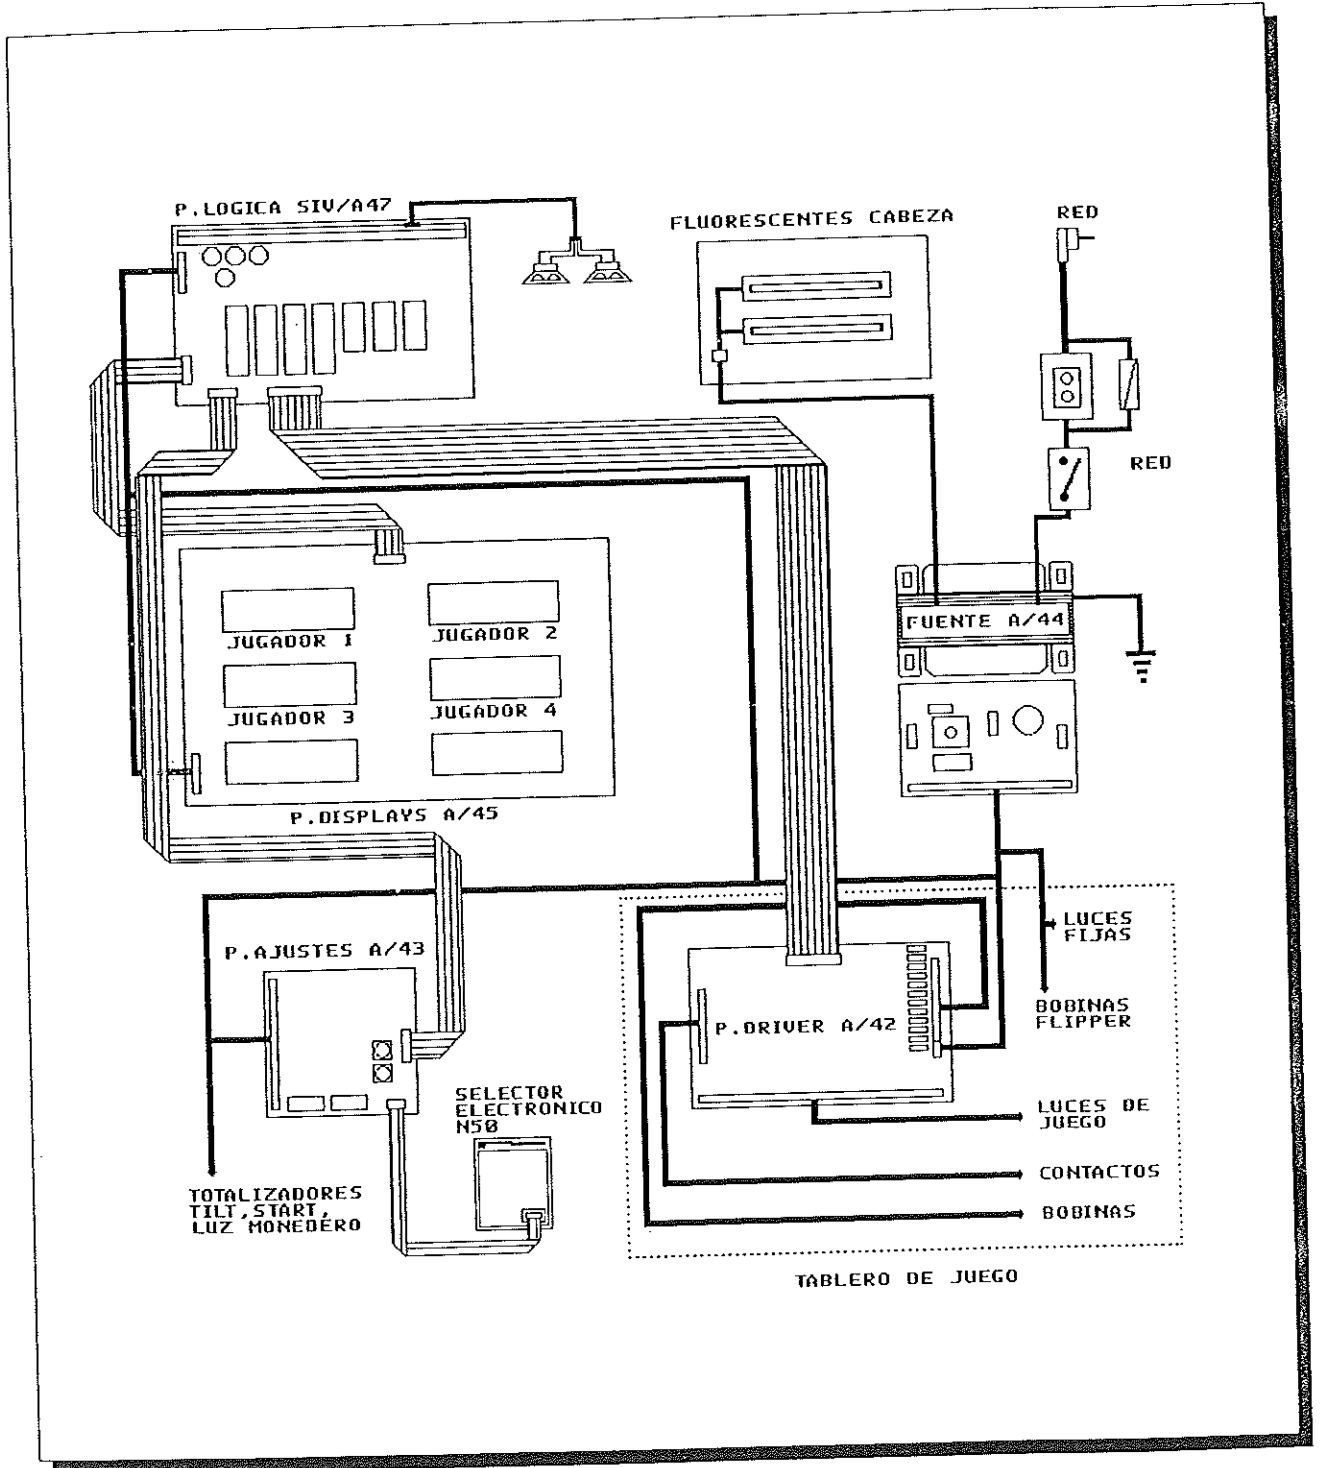 P.LOGICA SIV/A47
FLUORESCENTES CABEZA
RED
RED
FUENTE A/44
JUGADOR 1
JUGADOR 2
JUGADOR 3
JUGADOR 4
P.DISPLAYS A/45
LUCES
FIJAS
P.AJUSTES A/43
BOBINAS
FLIPPER
P.DRIVER A/42
SELECTOR
ELECTRONICO
N50
LUCES DE
JUEGO
CONTACTOS
TOTALIZADORES
TILT,START,
LUZ MONEDERO
BOBINAS
TABLERO DE JUEGO